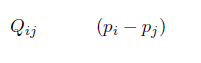 Q_{ij} (p_i − p_j)